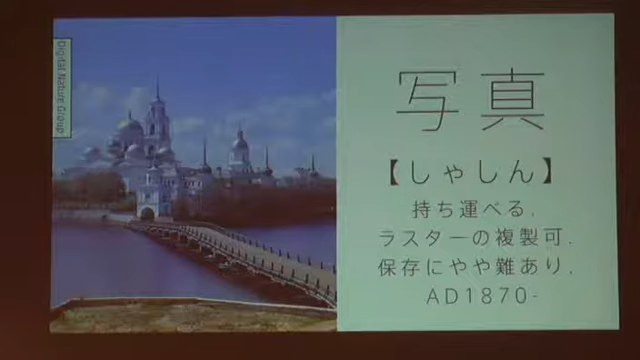 Digital Nature Group
写真
【しゃしん】
持ち運べる.
ラスターの複製可.
保存にやや難あり.
AD1870-